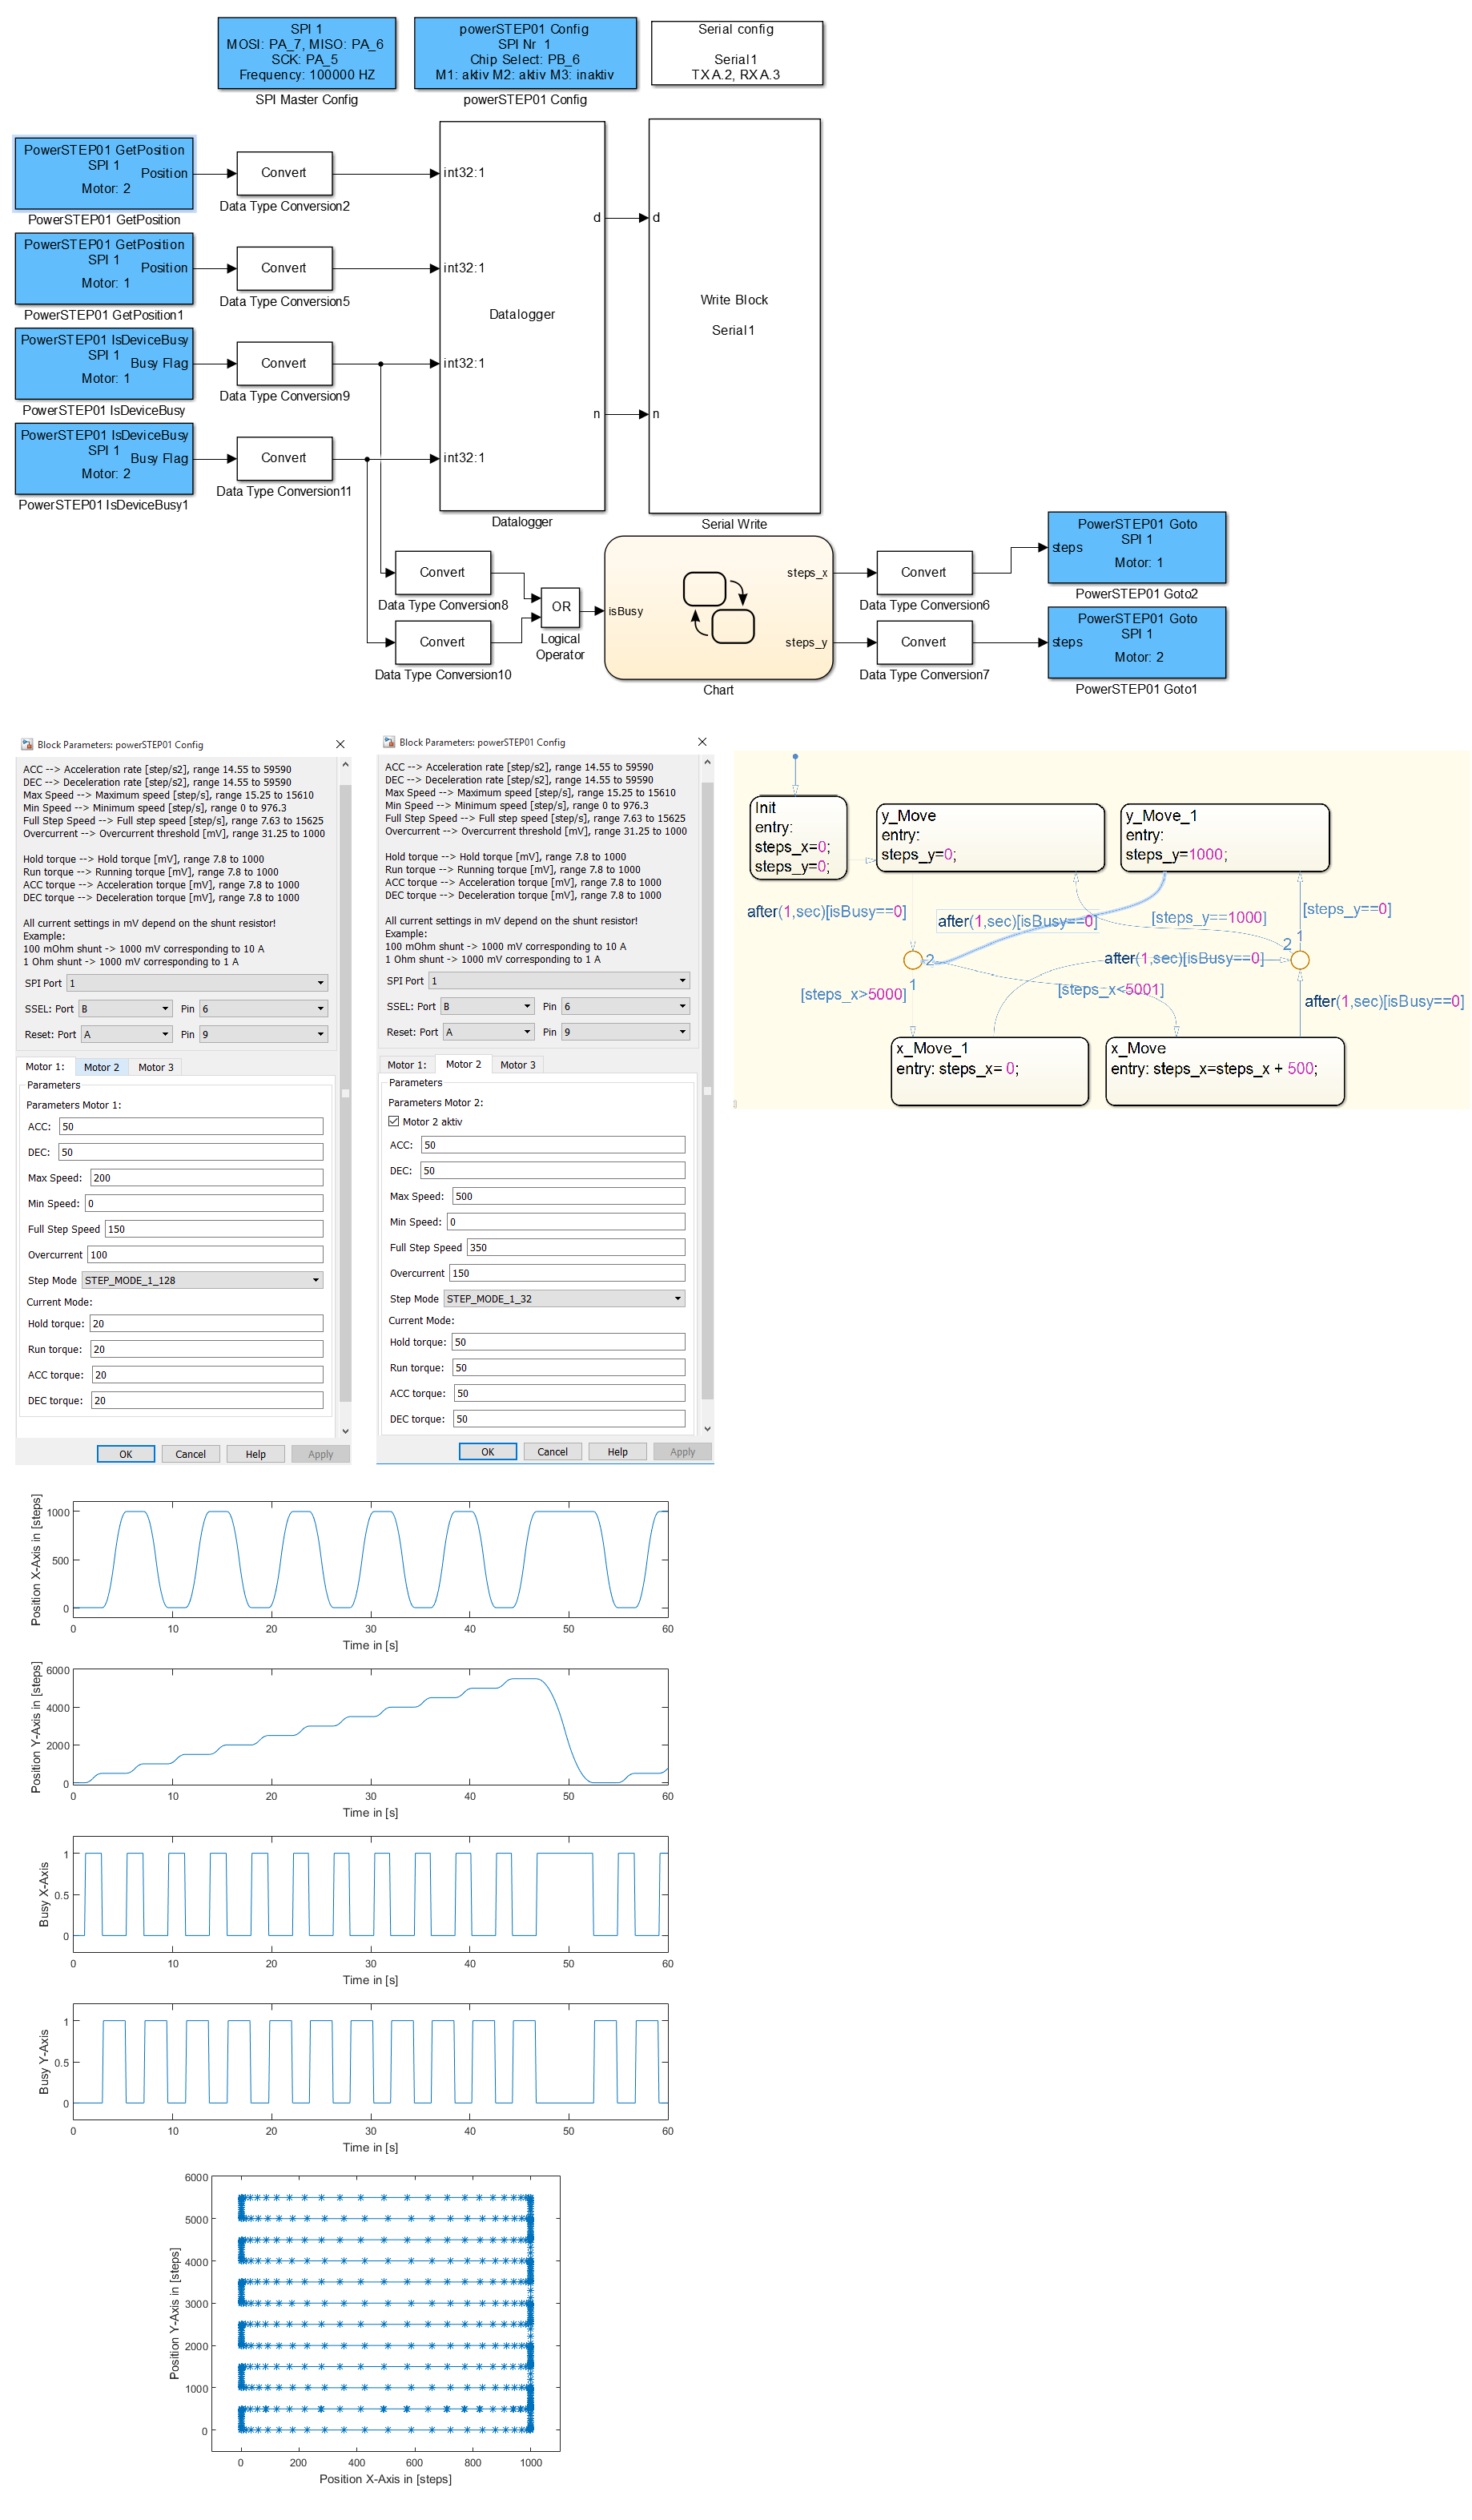 SPI 1
MOSI: PA_7, MISO: PA_6
SCK: PA_5
Frequency: 100000 HZ
SPI Master Config
powerSTEP01 Config
SPI Nr 1
Chip Select: PB_6
M1: aktiv M2: aktiv M3: inaktiv
powerSTEP01 Config
Serial config
Serial1
TX A.2, RX A.3
PowerSTEP01 GetPosition
SPI 1
Position
Motor: 2
PowerSTEP01 GetPosition
Convert
Data Type Conversion2
PowerSTEP01 GetPosition
SPI 1
Position
Motor: 1
PowerSTEP01 GetPosition1
Convert
Data Type Conversion5
PowerSTEP01 IsDeviceBusy
SPI 1
Busy Flag
Motor: 1
PowerSTEP01 IsDeviceBusy
Convert
Data Type Conversion9
PowerSTEP01 IsDeviceBusy
SPI 1
Busy Flag
Motor: 2
PowerSTEP01 IsDeviceBusy1
Convert
Data Type Conversion11
int32:1
int32:1
int32:1
int32:1
Datalogger
d
n
Datalogger
d
n
Write Block
Serial1
Serial Write
Convert
Data Type Conversion8
Convert
Data Type Conversion10
OR
Logical
Operator
isBusy
steps_x
steps_y
Chart
Convert
Data Type Conversion6
Convert
Data Type Conversion7
PowerSTEP01 Goto
SPI 1
steps
Motor: 1
PowerSTEP01 Goto2
PowerSTEP01 Goto
SPI 1
steps
Motor: 2
PowerSTEP01 Goto1
Block Parameters: powerSTEP01 Config
ACC --> Acceleration rate [step/s2], range 14.55 to 59590
DEC --> Deceleration rate [step/s2], range 14.55 to 59590
Max Speed --> Maximum speed [step/s], range 15.25 to 15610
Min Speed --> Minimum speed [step/s], range 0 to 976.3
Full Step Speed --> Full step speed [step/s], range 7.63 to 15625
Overcurrent --> Overcurrent threshold [mV], range 31.25 to 1000
Hold torque --> Hold torque [mV], range 7.8 to 1000
Run torque --> Running torque [mV], range 7.8 to 1000
ACC torque --> Acceleration torque [mV], range 7.8 to 1000
DEC torque --> Deceleration torque [mV], range 7.8 to 1000
All current settings in mV depend on the shunt resistor!
Example:
100 mOhm shunt -> 1000 mV corresponding to 10 A
1 Ohm shunt -> 1000 mV corresponding to 1 A
SPI Port 1
SSEL: Port B Pin 6
Reset: Port A Pin 9
Motor 1: Motor 2 Motor 3
Parameters
Parameters Motor 1:
ACC: 50
DEC: 50
Max Speed: 200
Min Speed: 0
Full Step Speed 150
Overcurrent 100
Step Mode STEP_MODE_1_128
Current Mode:
Hold torque: 20
Run torque: 20
ACC torque: 20
DEC torque: 20
OK Cancel Help Apply
Block Parameters: powerSTEP01 Config
ACC --> Acceleration rate [step/s2], range 14.55 to 59590
DEC --> Deceleration rate [step/s2], range 14.55 to 59590
Max Speed --> Maximum speed [step/s], range 15.25 to 15610
Min Speed --> Minimum speed [step/s], range 0 to 976.3
Full Step Speed --> Full step speed [step/s], range 7.63 to 15625
Overcurrent --> Overcurrent threshold [mV], range 31.25 to 1000
Hold torque --> Hold torque [mV], range 7.8 to 1000
Run torque --> Running torque [mV], range 7.8 to 1000
ACC torque --> Acceleration torque [mV], range 7.8 to 1000
DEC torque --> Deceleration torque [mV], range 7.8 to 1000
All current settings in mV depend on the shunt resistor!
Example:
100 mOhm shunt -> 1000 mV corresponding to 10 A
1 Ohm shunt -> 1000 mV corresponding to 1 A
SPI Port 1
SSEL: Port B Pin 6
Reset: Port A Pin 9
Motor 1: Motor 2 Motor 3
Parameters
Parameters Motor 2:
Motor 2 aktiv
ACC: 50
DEC: 50
Max Speed: 500
Min Speed: 0
Full Step Speed 350
Overcurrent 150
Step Mode STEP_MODE_1_32
Current Mode:
Hold torque: 50
Run torque: 50
ACC torque: 50
DEC torque: 50
OK Cancel Help Apply
Init
entry:
steps_x=0;
steps_y=0;
y_Move
entry:
steps_y=0;
y_Move_1
entry:
steps_y=1000;
after(1,sec)[isBusy==0]
after(1,sec)[isBusy==0]
[steps_y==1000]
[steps_y==0]
2
1
2
1
after(1,sec)[isBusy==0]
[steps_x>5000]
[steps_x<5001]
after(1,sec)[isBusy==0]
x_Move_1
entry: steps_x= 0;
x_Move
entry: steps_x=steps_x + 500;
Position X-Axis in [steps]
1000
500
0
0 10 20 30 40 50 60
Time in [s]
Position Y-Axis in [steps]
6000
4000
2000
0
0 10 20 30 40 50 60
Time in [s]
Busy X-Axis
1
0.5
0
0 10 20 30 40 50 60
Time in [s]
Busy Y-Axis
1
0.5
0
0 10 20 30 40 50 60
Time in [s]
Position Y-Axis in [steps]
6000
5000
4000
3000
2000
1000
0
0 200 400 600 800 1000
Position X-Axis in [steps]